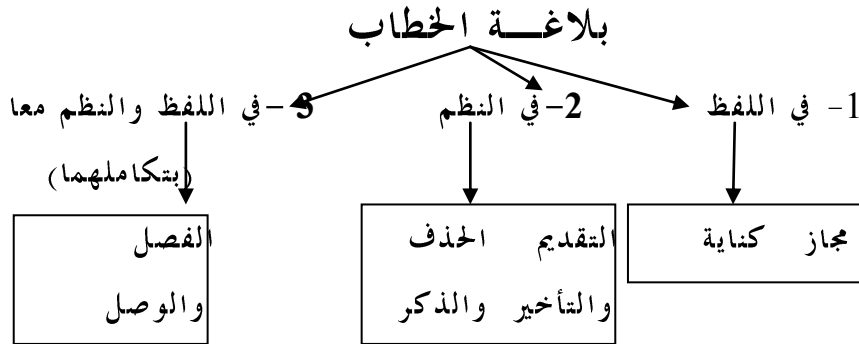 بلاغـــة الخطاب
1- في اللفظ
2- في النظم
3- في اللفظ والنظم معا
(بتكاملهما)
مجاز كناية
التقديم الحذف
والتأخير والذكر
الفصل
والوصل